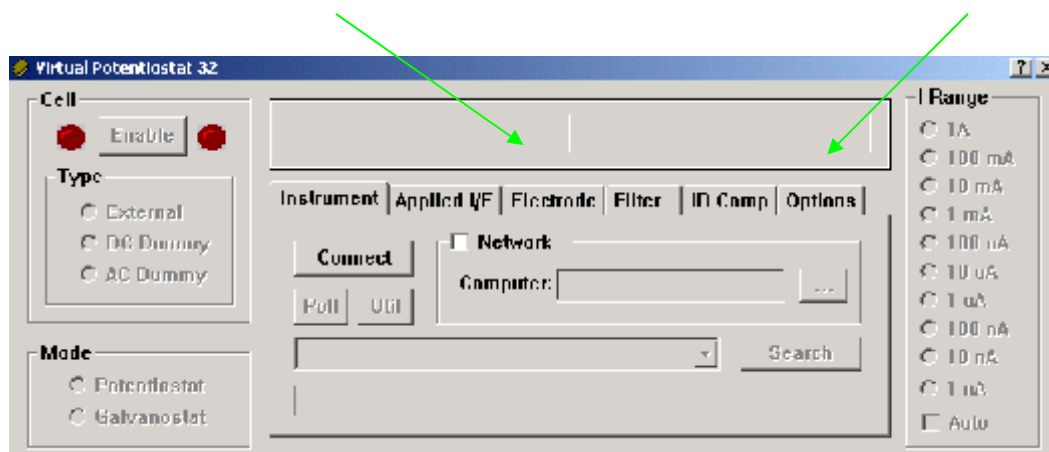 Virtual Potentiostat 32
Cell
Enable
Type
External
DC Dummy
AC Dummy
Mode
Potentiostat
Galvanostat
Instrument
Applied I/E
Electrode
Filter
IR Comp
Options
Connect
Network
Computer:
...
Poll
Util
Search
I Range
1A
100 mA
10 mA
1 mA
100 uA
10 uA
1 uA
100 nA
10 nA
1 nA
Auto